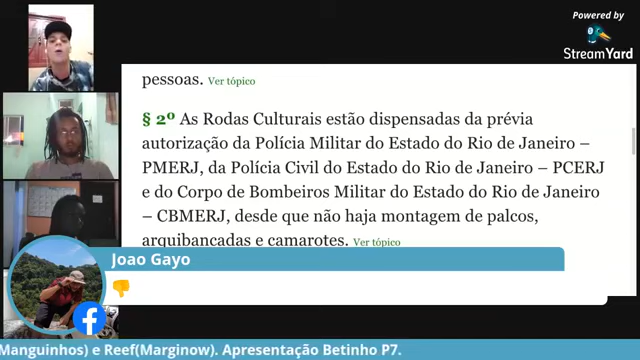 Powered by
StreamYard
pessoas. Ver tópico
§ 2º As Rodas Culturais estão dispensadas da prévia
autorização da Polícia Militar do Estado do Rio de Janeiro –
PMERJ, da Polícia Civil do Estado do Rio de Janeiro – PCERJ
e do Corpo de Bombeiros Militar do Estado do Rio de Janeiro
– CBMERJ, desde que não haja montagem de palcos,
arquibancadas e camarotes. Ver tópico
Joao Gayo
👎
Manguinhos) e Reef(Marginow). Apresentação Betinho P7.